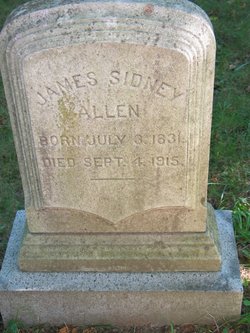 JAMES SIDNEY
ALLEN
BORN JULY 3. 1831.
DIED SEPT. 4. 1915.